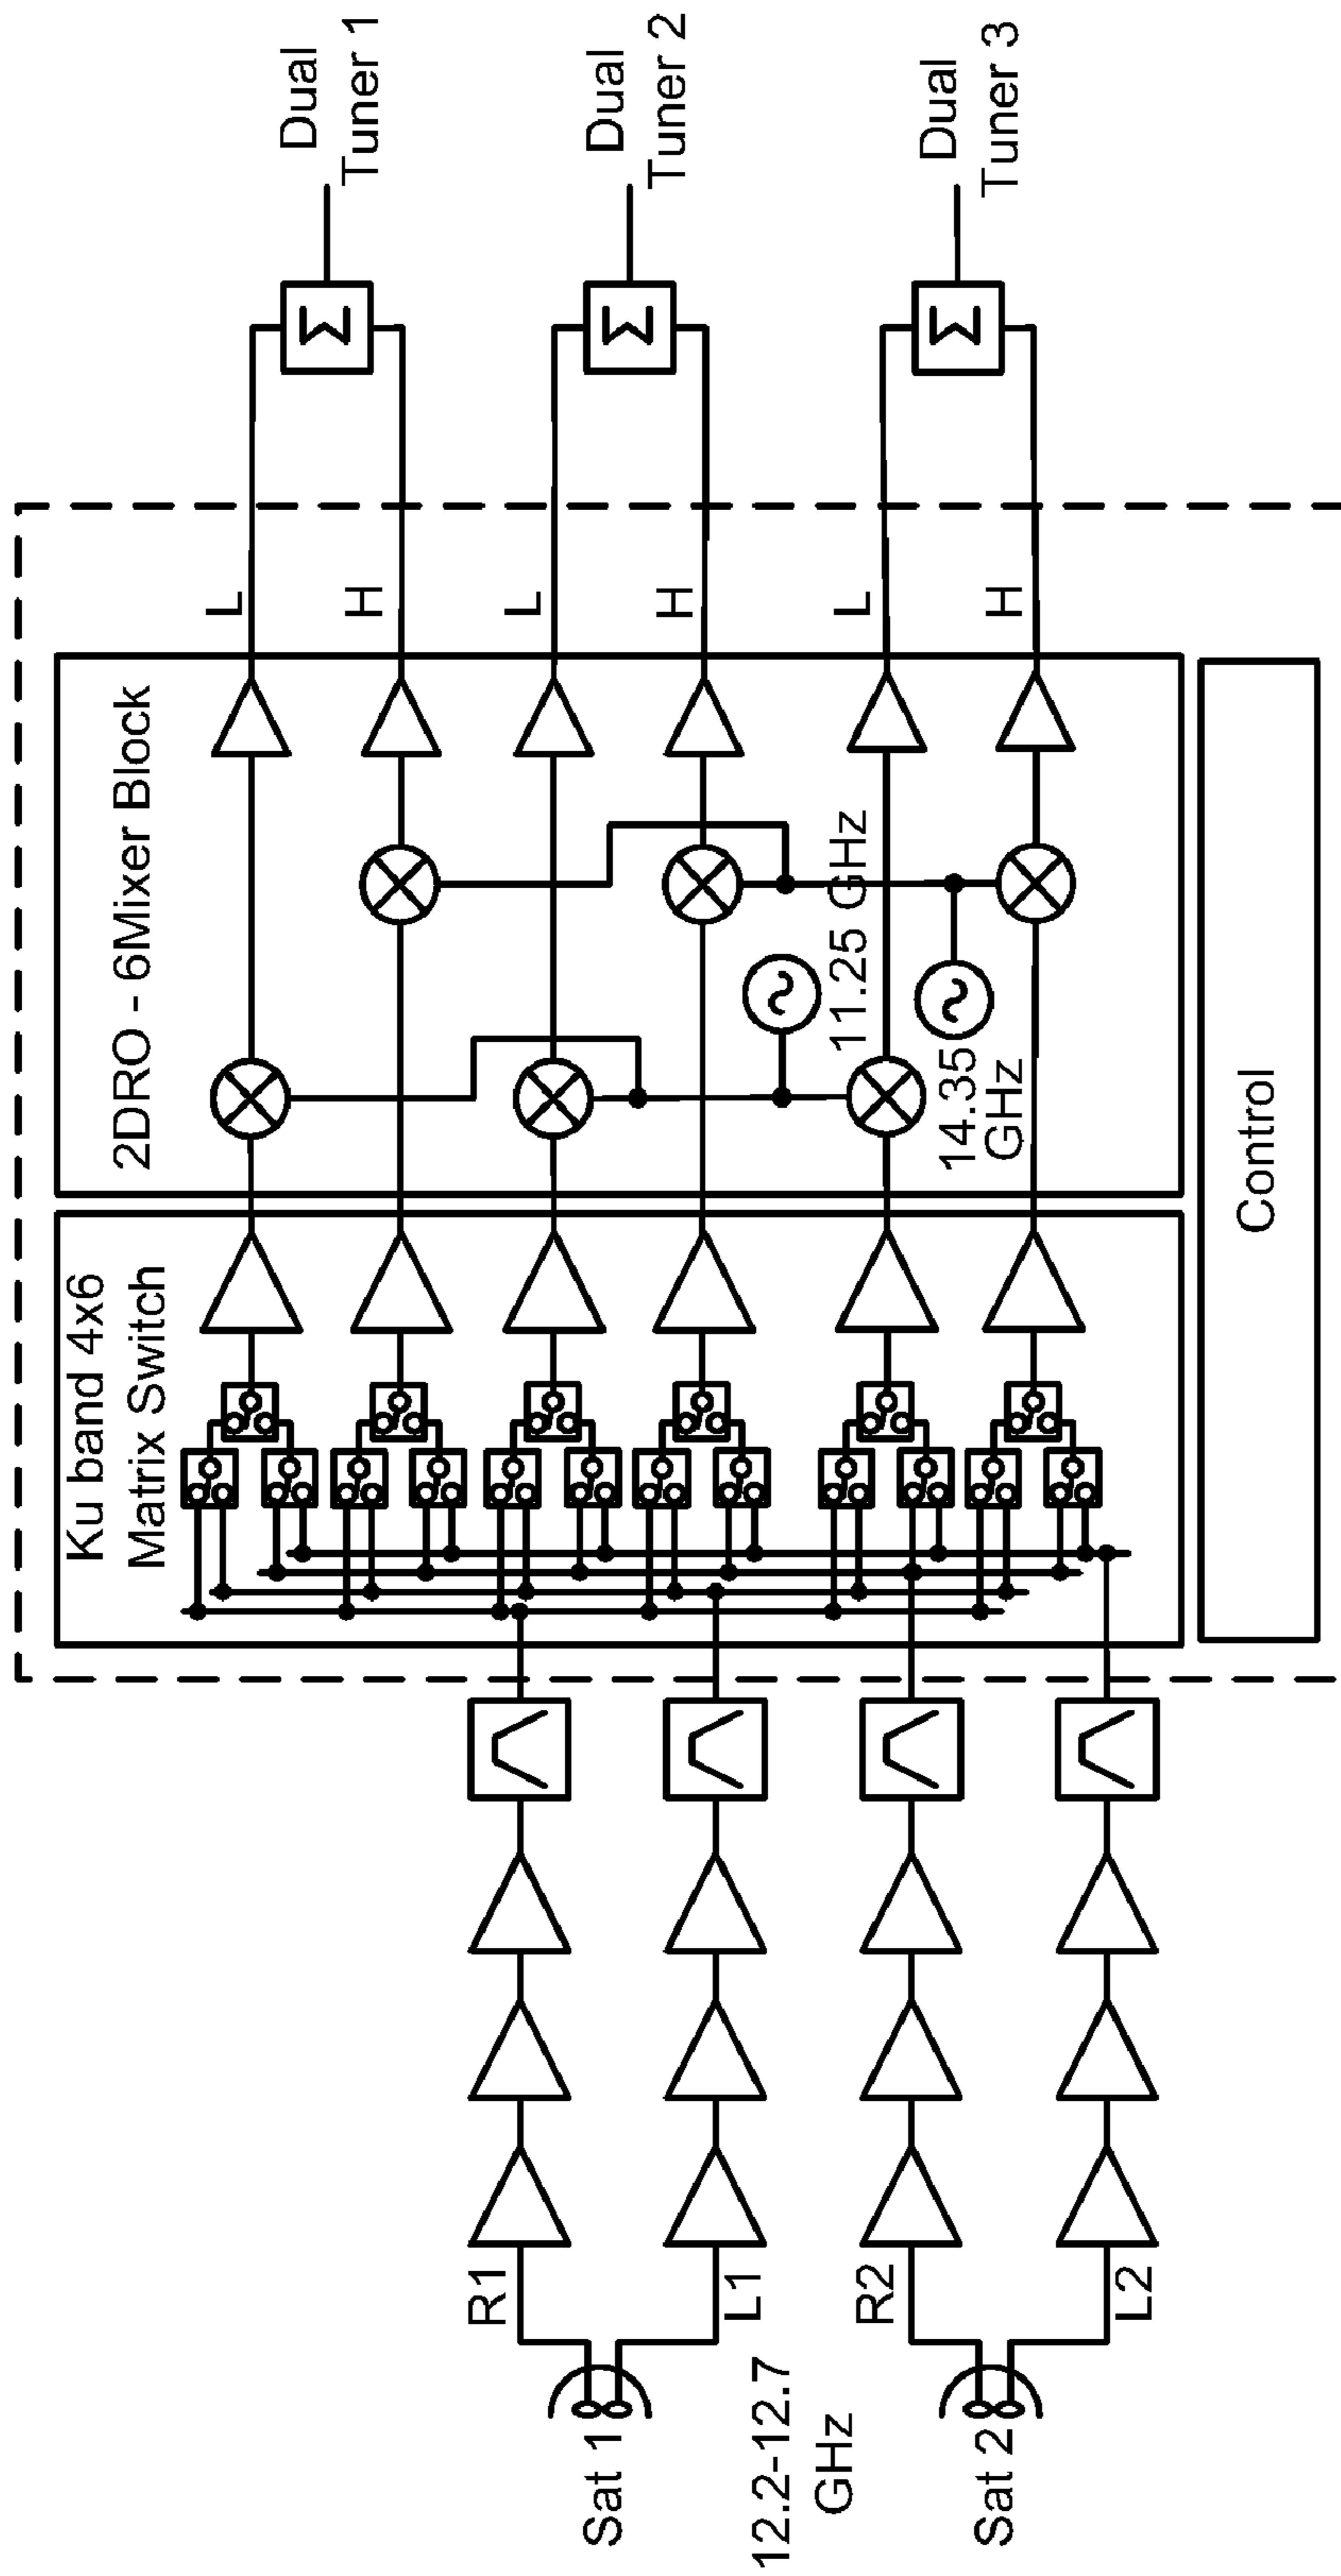 Sat 1
12.2-12.7
GHz
Sat 2
R1
L1
R2
L2
Ku band 4x6
Matrix Switch
2DRO - 6Mixer Block
11.25 GHz
14.35
GHz
Control
L
H
L
H
L
H
Σ
Σ
Σ
Dual
Tuner 1
Dual
Tuner 2
Dual
Tuner 3